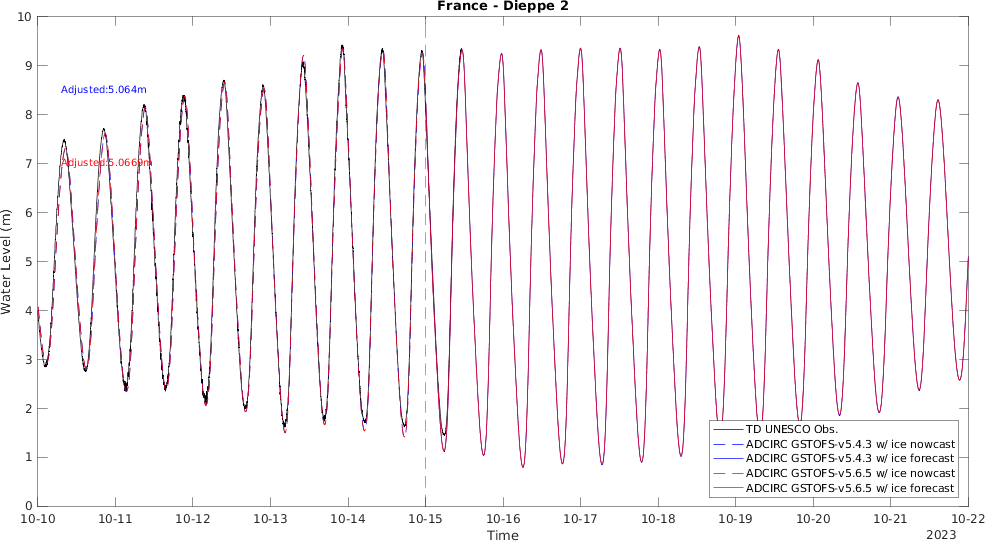 France - Dieppe 2
10
9
8
7
6
5
4
3
2
1
0
Water Level (m)
Adjusted:5.064m
Adjusted:5.0669m
TD UNESCO Obs.
ADCIRC GSTOFS-v5.4.3 w/ ice nowcast
ADCIRC GSTOFS-v5.4.3 w/ ice forecast
ADCIRC GSTOFS-v5.6.5 w/ ice nowcast
ADCIRC GSTOFS-v5.6.5 w/ ice forecast
10-10 10-11 10-12 10-13 10-14 10-15 10-16 10-17 10-18 10-19 10-20 10-21 10-22
Time
2023